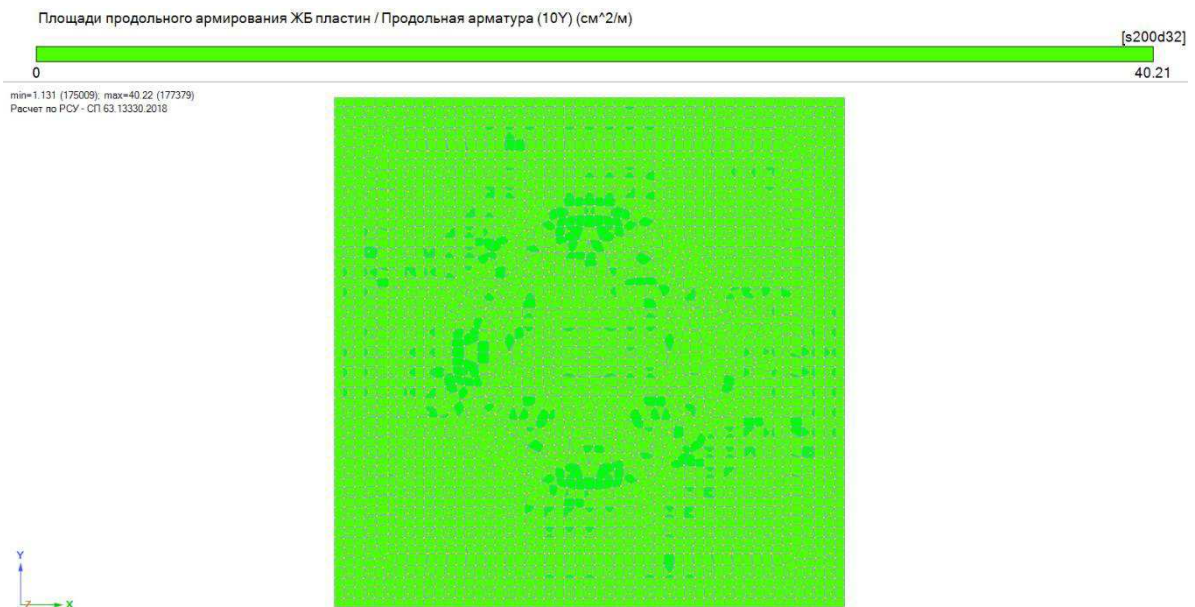 Площади продольного армирования ЖБ пластин / Продольная арматура (10Y) (см^2/м)
[s200d32]
0 40.21
min=1.131 (175009); max=40.22 (177379)
Расчет по РСУ - СП 63.13330.2018
Y
Z X